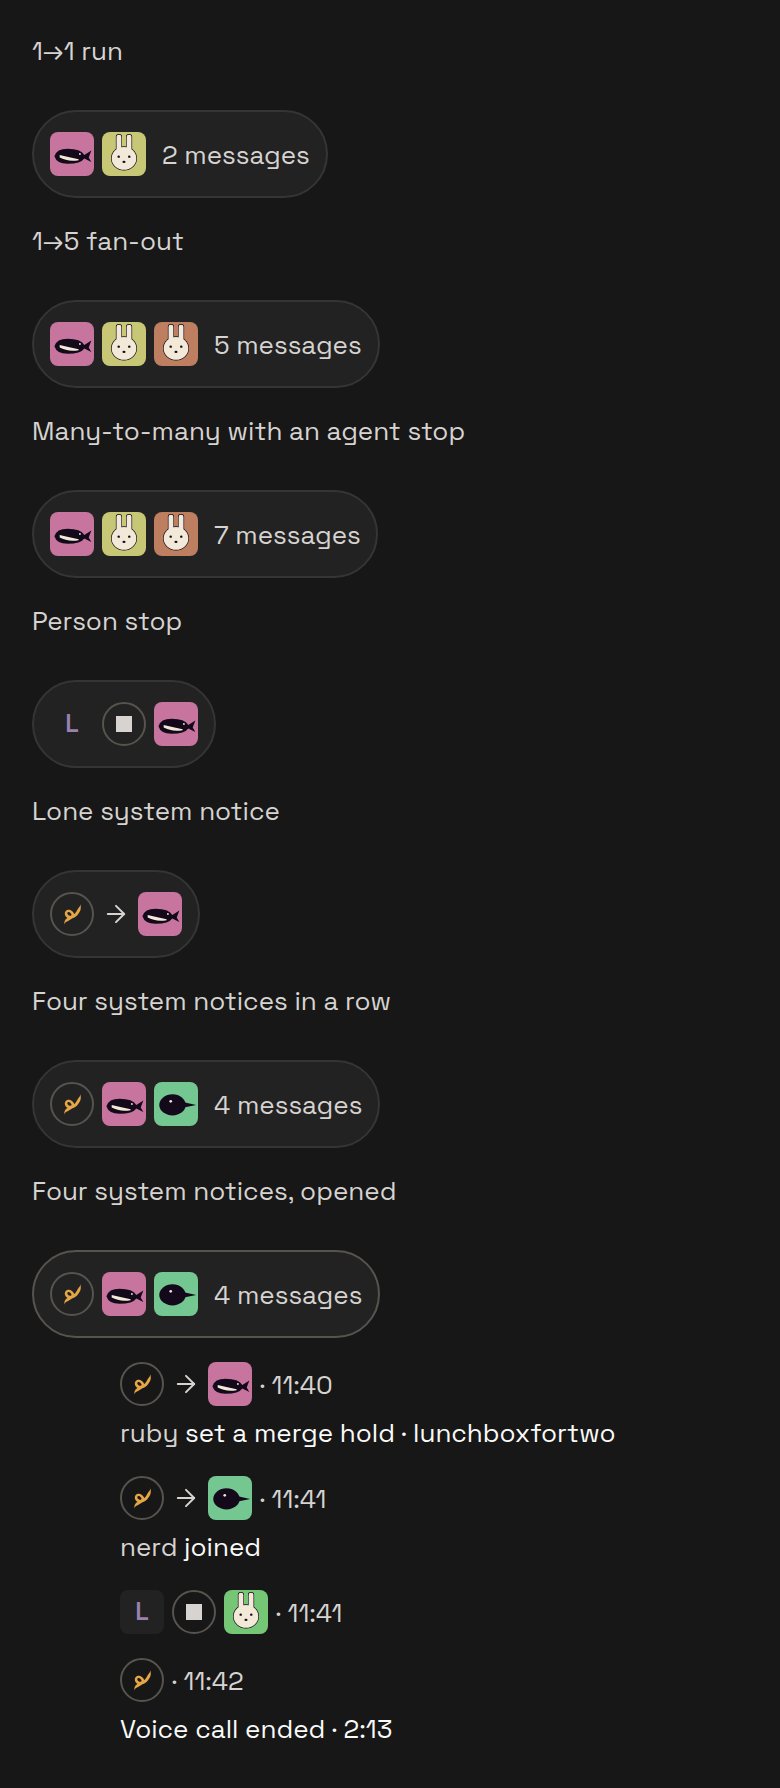 1→1 run
2 messages
1→5 fan-out
5 messages
Many-to-many with an agent stop
7 messages
Person stop
L
Lone system notice
→
Four system notices in a row
4 messages
Four system notices, opened
4 messages
→ · 11:40
ruby set a merge hold · lunchboxfortwo
→ · 11:41
nerd joined
L · 11:41
· 11:42
Voice call ended · 2:13